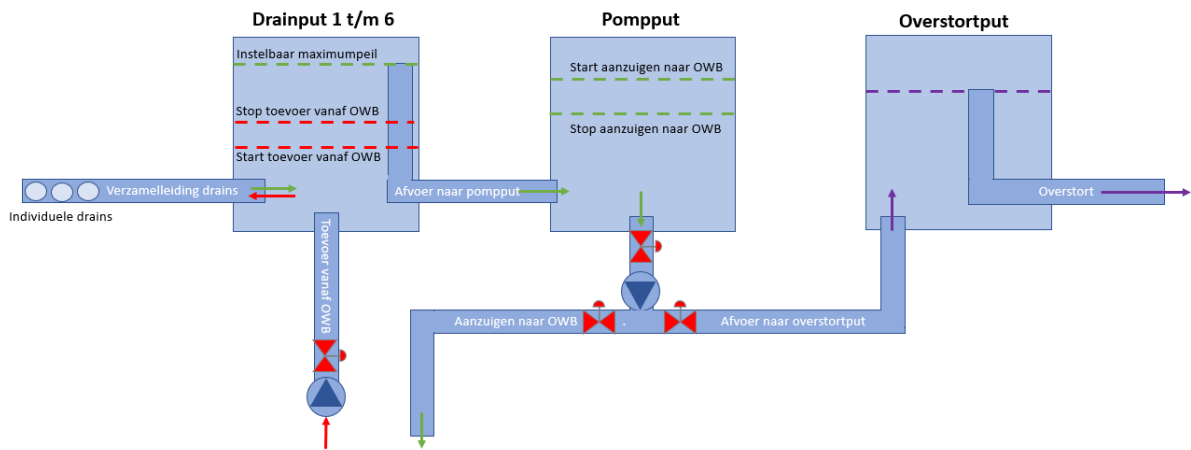 Drainput 1 t/m 6
Pompput
Overstortput
Instelbaar maximumpeil
Stop toevoer vanaf OWB
Start toevoer vanaf OWB
Start aanzuigen naar OWB
Stop aanzuigen naar OWB
Verzamelleiding drains
Individuele drains
Afvoer naar pompput
Overstort
Toevoer vanaf OWB
Aanzuigen naar OWB
.
Afvoer naar overstortput